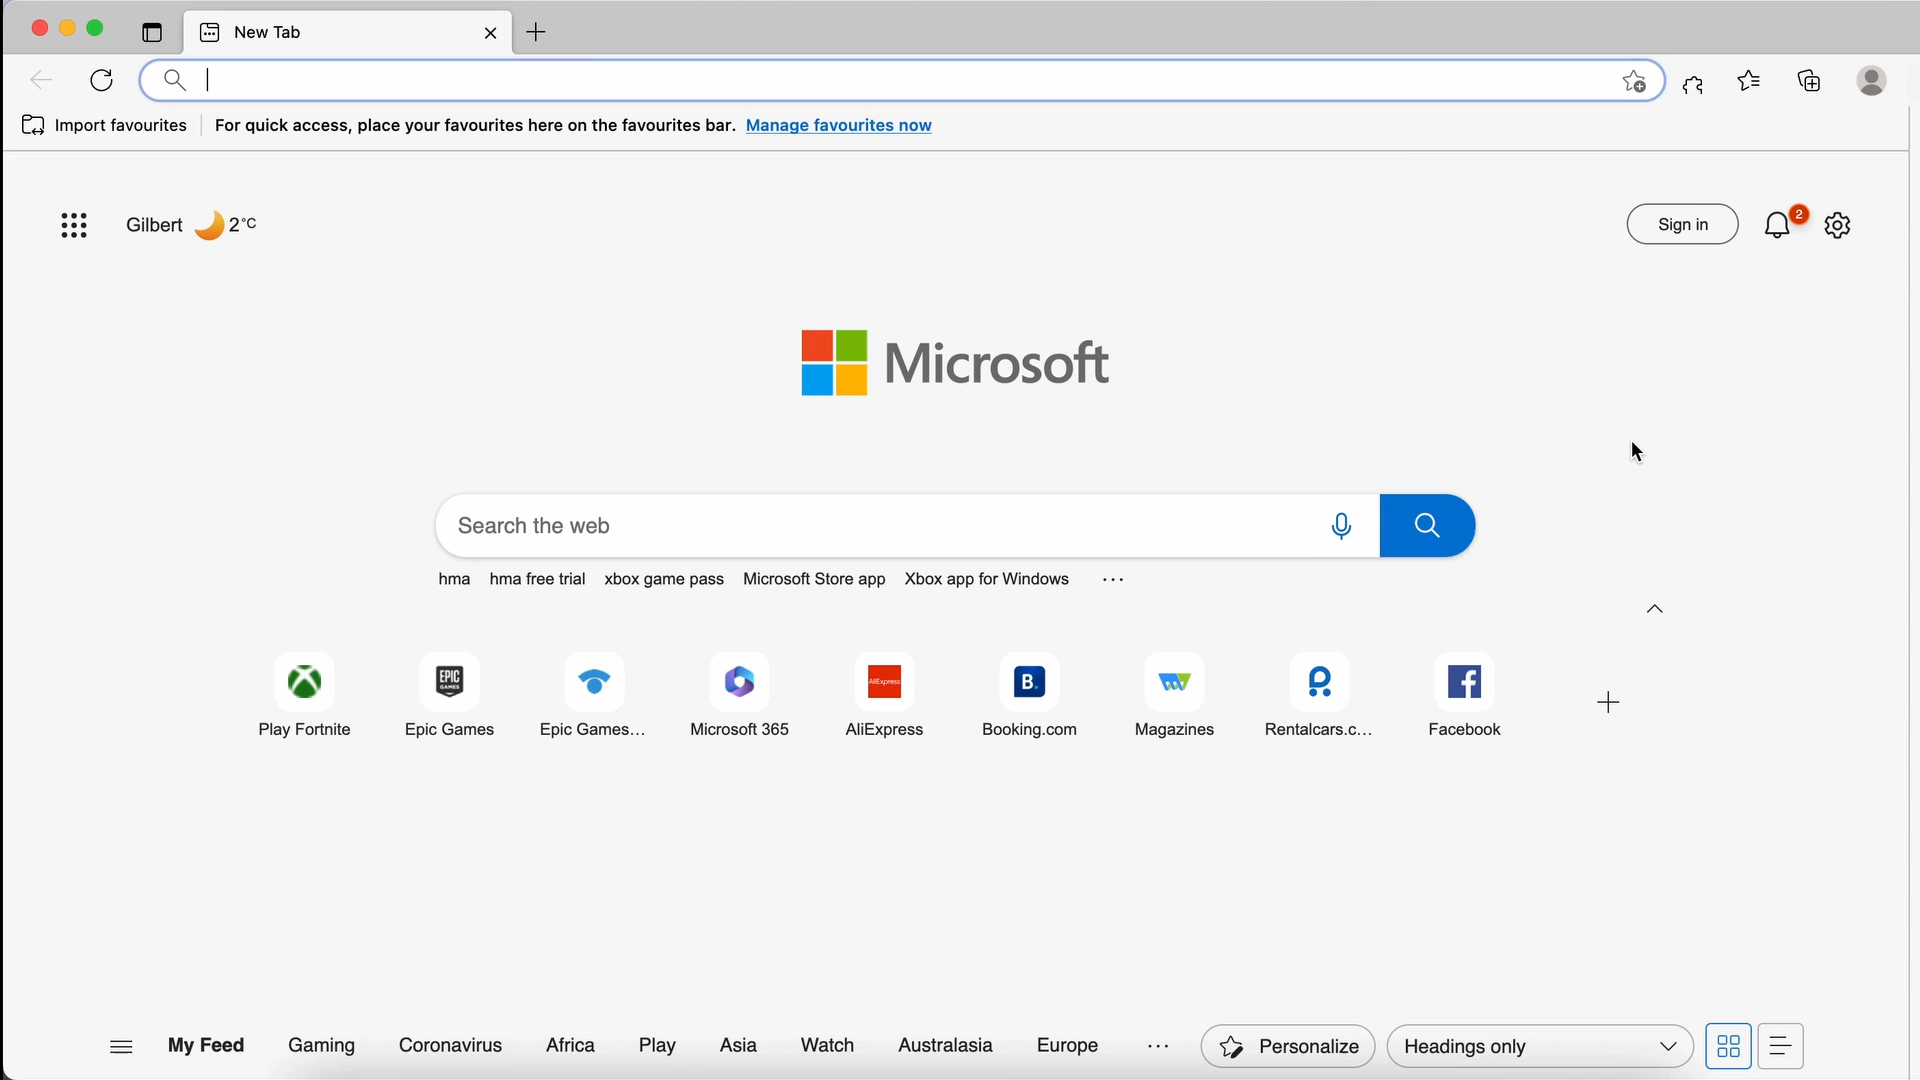 New Tab
Import favourites For quick access, place your favourites here on the favourites bar. Manage favourites now
Gilbert 2°C Sign in 2
Microsoft
Search the web
hma hma free trial xbox game pass Microsoft Store app Xbox app for Windows ...
EPIC GAMES AliExpress B.
Play Fortnite Epic Games Epic Games... Microsoft 365 AliExpress Booking.com Magazines Rentalcars.c... Facebook
My Feed Gaming Coronavirus Africa Play Asia Watch Australasia Europe ... Personalize Headings only